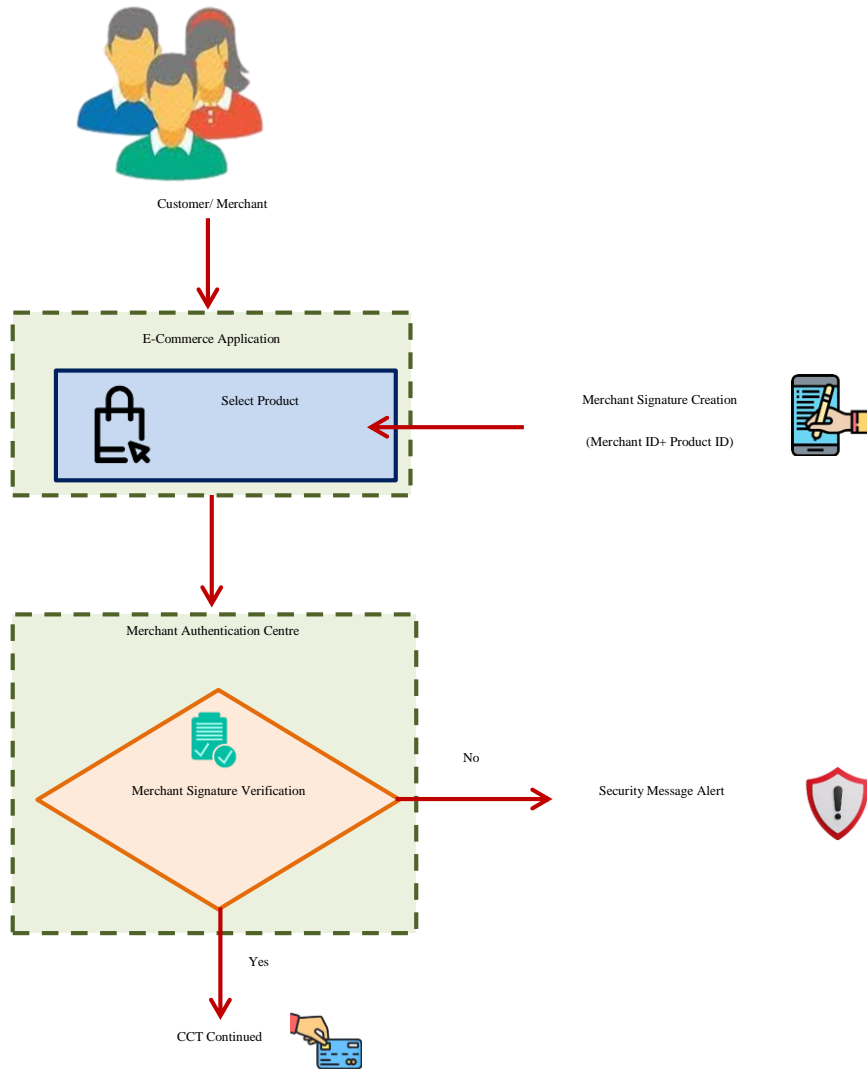 Customer/ Merchant
E-Commerce Application
Select Product
Merchant Signature Creation
(Merchant ID+ Product ID)
Merchant Authentication Centre
Merchant Signature Verification
No
Security Message Alert
Yes
CCT Continued